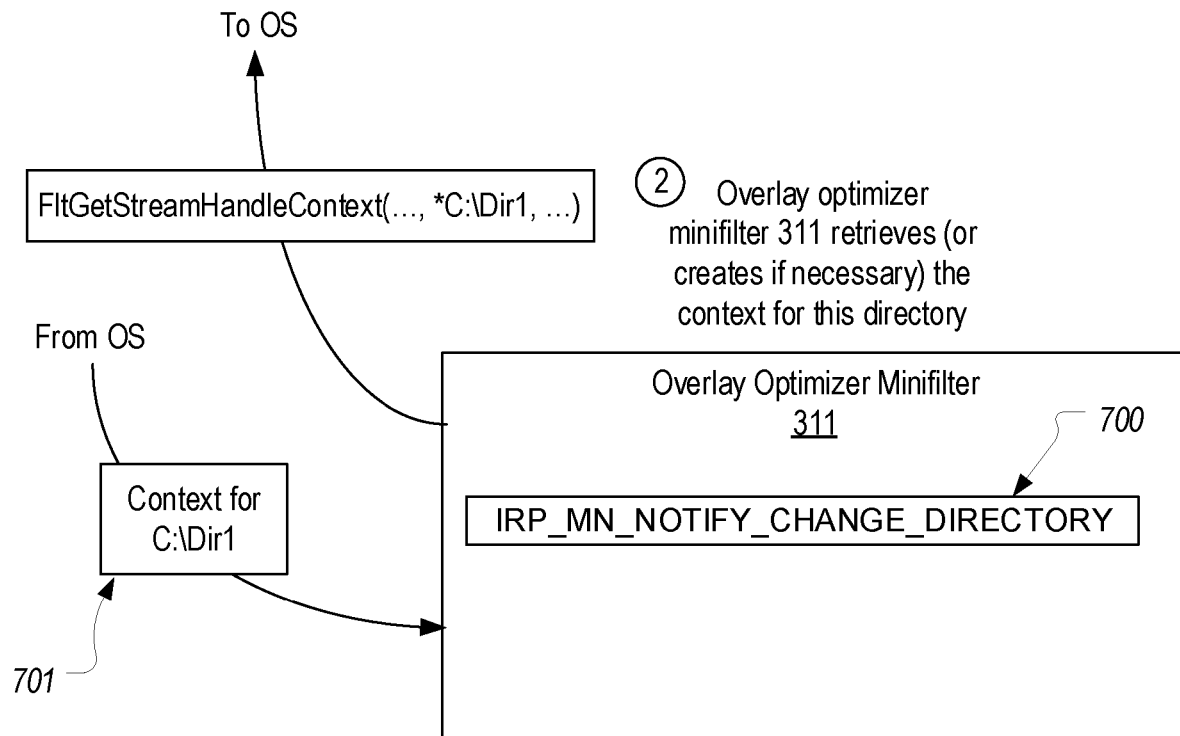 To OS
FltGetStreamHandleContext(…, *C:\Dir1, …)
2
Overlay optimizer
minifilter 311 retrieves (or
creates if necessary) the
context for this directory
From OS
Overlay Optimizer Minifilter
311
700
Context for
C:\Dir1
IRP_MN_NOTIFY_CHANGE_DIRECTORY
701